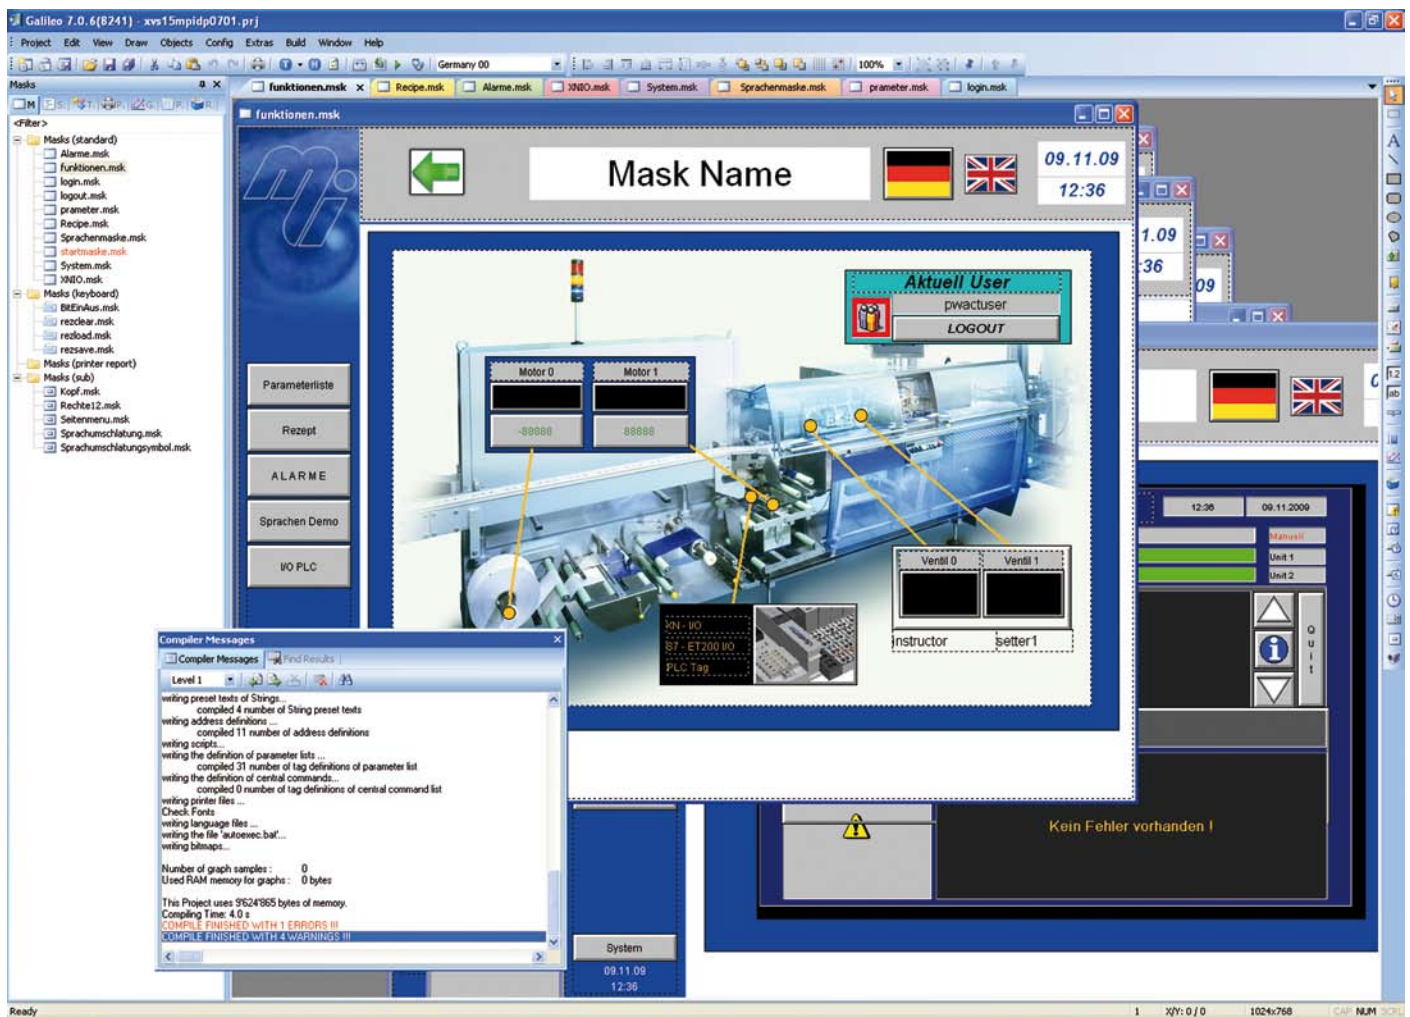 Galileo 7.0.6(8241) - xvs15mpidp0701.prj
Project Edit View Draw Objects Config Extras Build Window Help
Germany 00
100%
Masks
funktionen.msk
Recipe.msk
Alarme.msk
XNIO.msk
System.msk
Sprachenmaske.msk
prameter.msk
login.msk
<Filter>
Masks (standard)
Alarme.msk
funktionen.msk
login.msk
logout.msk
prameter.msk
Recipe.msk
Sprachenmaske.msk
startmaske.msk
System.msk
XNIO.msk
Masks (keyboard)
BitEinAus.msk
rezclear.msk
rezload.msk
rezsave.msk
Masks (printer report)
Masks (sub)
Kopf.msk
Rechte12.msk
Seitenmenu.msk
Sprachumschlatung.msk
Sprachumschlatungsymbol.msk
funktionen.msk
Mask Name
09.11.09
12:36
Aktuell User
pwactuser
LOGOUT
Motor 0
Motor 1
-88888
88888
Parameterliste
Rezept
ALARME
Sprachen Demo
I/O PLC
Ventil 0
Ventil 1
instructor
setter1
XN - I/O
S7 - ET200 I/O
PLC Tag
1.09
:36
09
12:36
09.11.2009
Manuell
Unit 1
Unit 2
Quit
Kein Fehler vorhanden !
System
09.11.09
12:36
Compiler Messages
Compiler Messages
Find Results
Level 1
writing preset texts of Strings...
compiled 4 number of String preset texts
writing address definitions ...
compiled 11 number of address definitions
writing scripts...
writing the definition of parameter lists ...
compiled 31 number of tag definitions of parameter list
writing the definition of central commands...
compiled 0 number of tag definitions of central command list
writing printer files ...
Check Fonts
writing language files ...
writing the file 'autoexec.bat'...
writing bitmaps...
Number of graph samples : 0
Used RAM memory for graphs : 0 bytes
This Project uses 9'624'865 bytes of memory.
Compiling Time: 4.0 s
COMPILE FINISHED WITH 1 ERRORS !!!
COMPILE FINISHED WITH 4 WARNINGS !!!
Ready
1
X/Y: 0 / 0
1024x768
CAP NUM SCRL